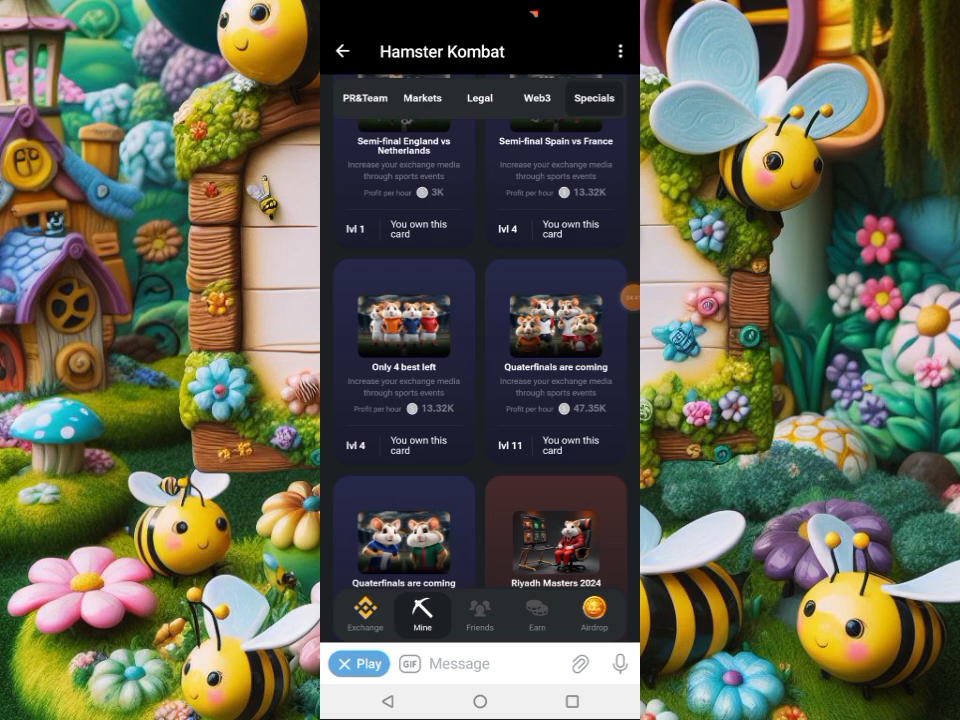 Hamster Kombat
PR&Team Markets Legal Web3 Specials
Semi-final England vs
Netherlands
Increase your exchange media
through sports events
Profit per hour 3K
lvl 1 You own this
card
Semi-final Spain vs France
Increase your exchange media
through sports events
Profit per hour 13.32K
lvl 4 You own this
card
Only 4 best left
Increase your exchange media
through sports events
Profit per hour 13.32K
lvl 4 You own this
card
Quaterfinals are coming
Increase your exchange media
through sports events
Profit per hour 47.35K
lvl 11 You own this
card
Quaterfinals are coming
Riyadh Masters 2024
Exchange Mine Friends Earn Airdrop
Play GIF Message